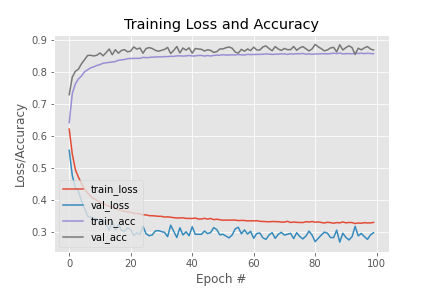 Training Loss and Accuracy
0.9
0.8
0.7
0.6
0.5
0.4
0.3
Loss/Accuracy
train_loss
val_loss
train_acc
val_acc
0 20 40 60 80 100
Epoch #